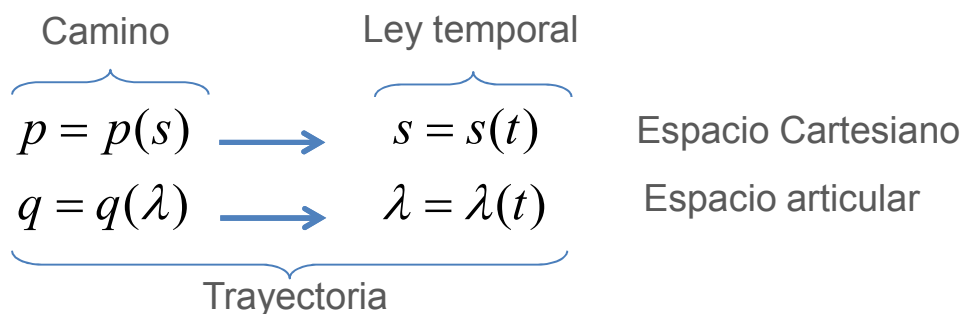 Camino Ley temporal
p = p(s) s = s(t) Espacio Cartesiano
q = q(λ) λ = λ(t) Espacio articular
Trayectoria